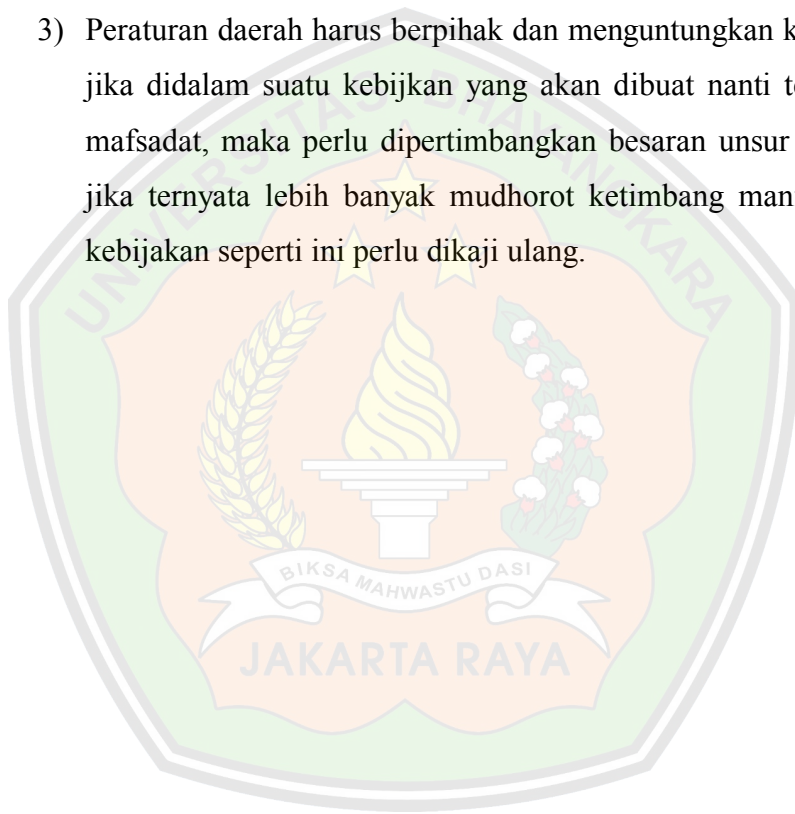 3) Peraturan daerah harus berpihak dan menguntungkan
jika didalam suatu kebijkan yang akan dibuat nanti
mafsadat, maka perlu dipertimbangkan besaran unsur
jika ternyata lebih banyak mudhorot ketimbang
kebijakan seperti ini perlu dikaji ulang.
UNIVERSITAS BHAYANGKARA
BIKSA MAHWASTU DASI
JAKARTA RAYA